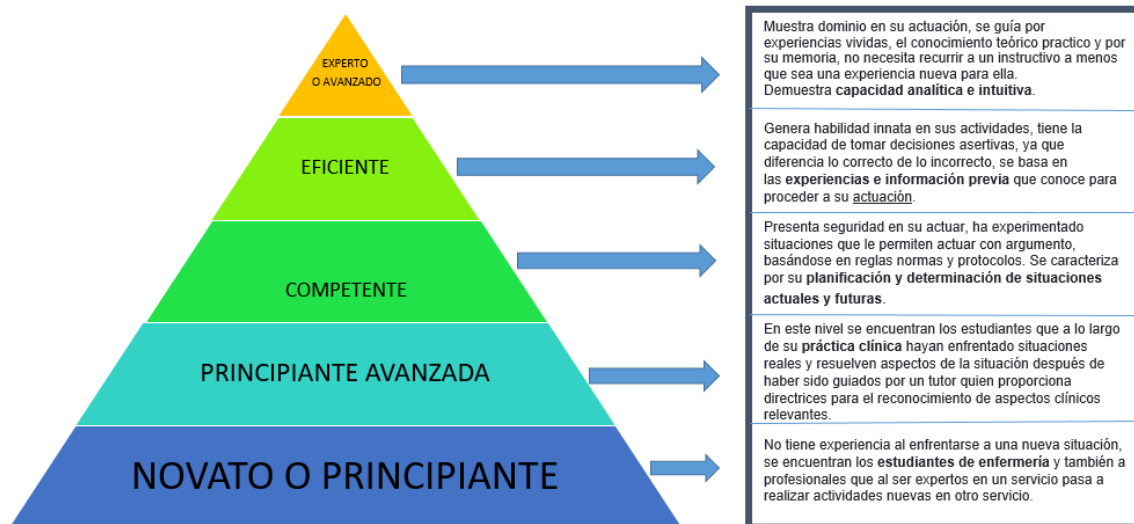 EXPERTO
O AVANZADO
Muestra dominio en su actuación, se guía por
experiencias vividas, el conocimiento teórico practico y por
su memoria, no necesita recurrir a un instructivo a menos
que sea una experiencia nueva para ella.
Demuestra capacidad analítica e intuitiva.
EFICIENTE
Genera habilidad innata en sus actividades, tiene la
capacidad de tomar decisiones asertivas, ya que
diferencia lo correcto de lo incorrecto, se basa en
las experiencias e información previa que conoce para
proceder a su actuación.
COMPETENTE
Presenta seguridad en su actuar, ha experimentado
situaciones que le permiten actuar con argumento,
basándose en reglas normas y protocolos. Se caracteriza
por su planificación y determinación de situaciones
actuales y futuras.
PRINCIPIANTE AVANZADA
En este nivel se encuentran los estudiantes que a lo largo
de su práctica clínica hayan enfrentado situaciones
reales y resuelven aspectos de la situación después de
haber sido guiados por un tutor quien proporciona
directrices para el reconocimiento de aspectos clínicos
relevantes.
NOVATO O PRINCIPIANTE
No tiene experiencia al enfrentarse a una nueva situación,
se encuentran los estudiantes de enfermería y también a
profesionales que al ser expertos en un servicio pasa a
realizar actividades nuevas en otro servicio.